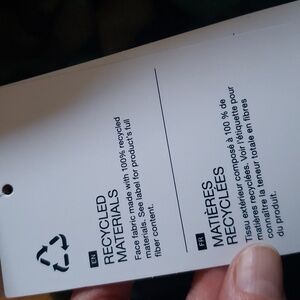 EN
RECYCLED
MATERIALS
Face fabric made with 100% recycled
materials. See label for product's full
fiber content.
FR
MATIÈRES
RECYCLÉES
Tissu extérieur composé à 100 % de
matières recyclées. Voir l'étiquette pour
connaître la teneur totale en fibres
du produit.